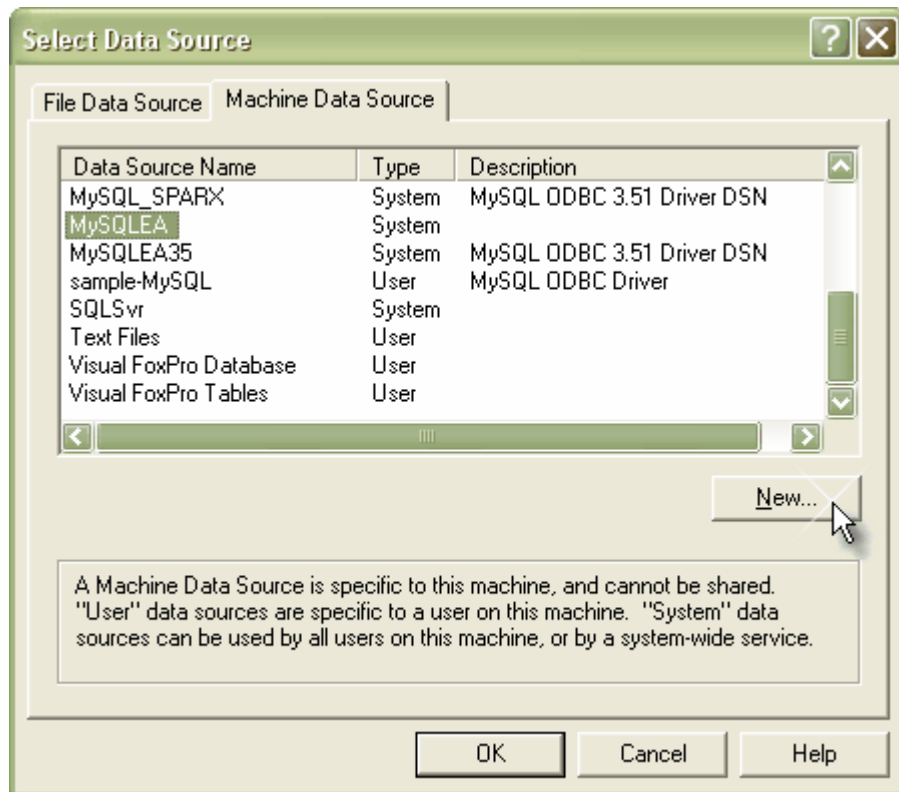 Select Data Source
File Data Source Machine Data Source
Data Source Name Type Description
MySQL_SPARX System MySQL ODBC 3.51 Driver DSN
MySQLEA System
MySQLEA35 System MySQL ODBC 3.51 Driver DSN
sample-MySQL User MySQL ODBC Driver
SQLSvr System
Text Files User
Visual FoxPro Database User
Visual FoxPro Tables User
New...
A Machine Data Source is specific to this machine, and cannot be shared.
"User" data sources are specific to a user on this machine. "System" data
sources can be used by all users on this machine, or by a system-wide service.
OK Cancel Help